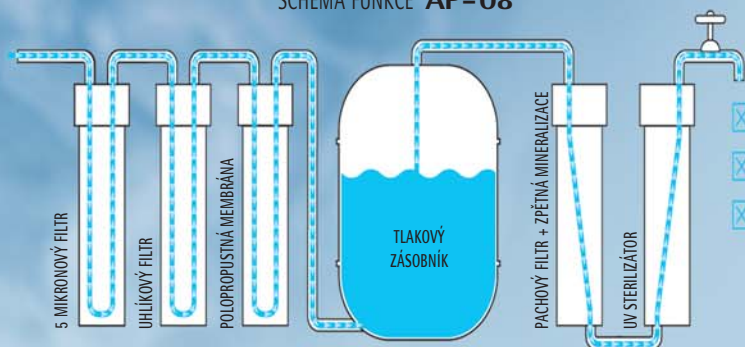 SCHÉMA FUNKCE AP-08
5 MIKRONOVÝ FILTR
UHLÍKOVÝ FILTR
POLOPROPUSTNÁ MEMBRÁNA
TLAKOVÝ
ZÁSOBNÍK
PACHOVÝ FILTR + ZPĚTNÁ MINERALIZACE
UV STERILIZÁTOR